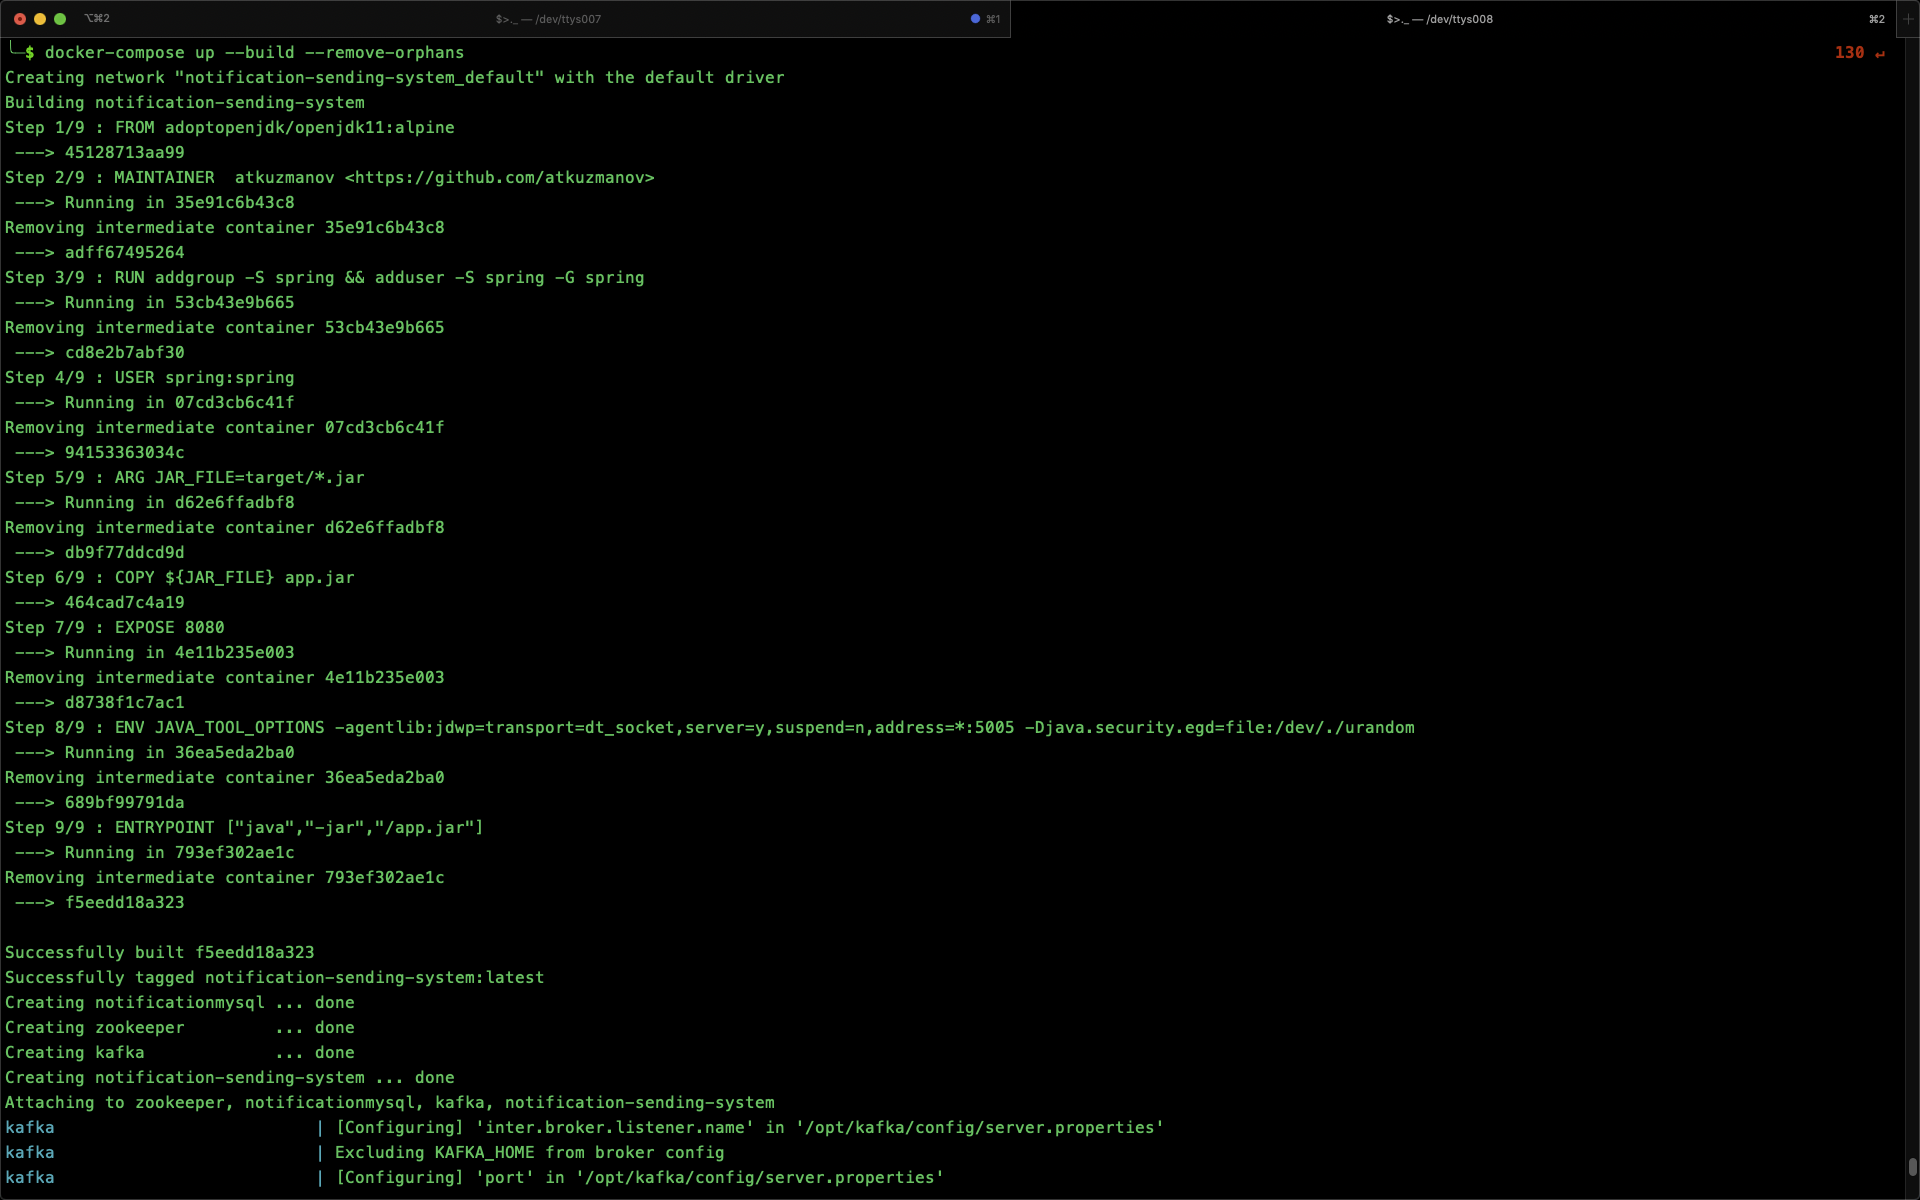 ⌥⌘2
$>._ — /dev/ttys007
⌘1
$>._ — /dev/ttys008
⌘2
$ docker-compose up --build --remove-orphans
130 ↵
Creating network "notification-sending-system_default" with the default driver
Building notification-sending-system
Step 1/9 : FROM adoptopenjdk/openjdk11:alpine
 ---> 45128713aa99
Step 2/9 : MAINTAINER  atkuzmanov <https://github.com/atkuzmanov>
 ---> Running in 35e91c6b43c8
Removing intermediate container 35e91c6b43c8
 ---> adff67495264
Step 3/9 : RUN addgroup -S spring && adduser -S spring -G spring
 ---> Running in 53cb43e9b665
Removing intermediate container 53cb43e9b665
 ---> cd8e2b7abf30
Step 4/9 : USER spring:spring
 ---> Running in 07cd3cb6c41f
Removing intermediate container 07cd3cb6c41f
 ---> 94153363034c
Step 5/9 : ARG JAR_FILE=target/*.jar
 ---> Running in d62e6ffadbf8
Removing intermediate container d62e6ffadbf8
 ---> db9f77ddcd9d
Step 6/9 : COPY ${JAR_FILE} app.jar
 ---> 464cad7c4a19
Step 7/9 : EXPOSE 8080
 ---> Running in 4e11b235e003
Removing intermediate container 4e11b235e003
 ---> d8738f1c7ac1
Step 8/9 : ENV JAVA_TOOL_OPTIONS -agentlib:jdwp=transport=dt_socket,server=y,suspend=n,address=*:5005 -Djava.security.egd=file:/dev/./urandom
 ---> Running in 36ea5eda2ba0
Removing intermediate container 36ea5eda2ba0
 ---> 689bf99791da
Step 9/9 : ENTRYPOINT ["java","-jar","/app.jar"]
 ---> Running in 793ef302ae1c
Removing intermediate container 793ef302ae1c
 ---> f5eedd18a323
Successfully built f5eedd18a323
Successfully tagged notification-sending-system:latest
Creating notificationmysql ... done
Creating zookeeper         ... done
Creating kafka             ... done
Creating notification-sending-system ... done
Attaching to zookeeper, notificationmysql, kafka, notification-sending-system
kafka                          | [Configuring] 'inter.broker.listener.name' in '/opt/kafka/config/server.properties'
kafka                          | Excluding KAFKA_HOME from broker config
kafka                          | [Configuring] 'port' in '/opt/kafka/config/server.properties'